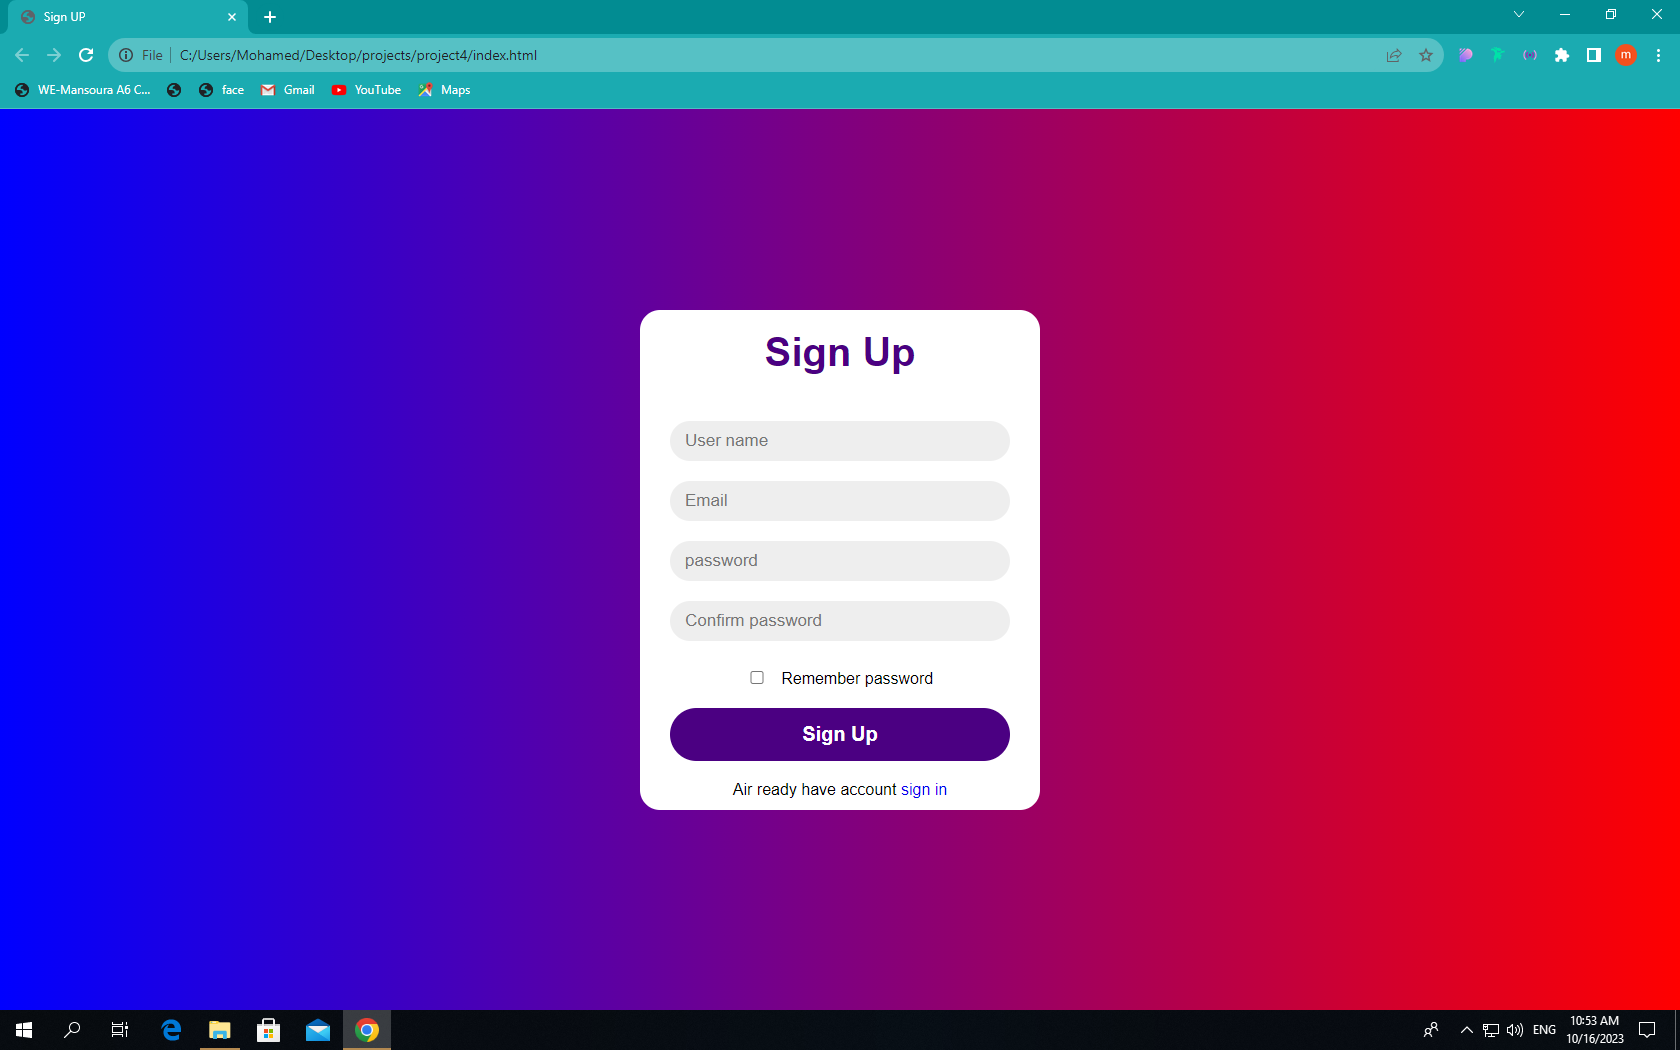 Sign UP
File C:/Users/Mohamed/Desktop/projects/project4/index.html
m
WE-Mansoura A6 C... face Gmail YouTube Maps
Sign Up
User name
Email
password
Confirm password
Remember password
Sign Up
Air ready have account sign in
ENG
10:53 AM
10/16/2023